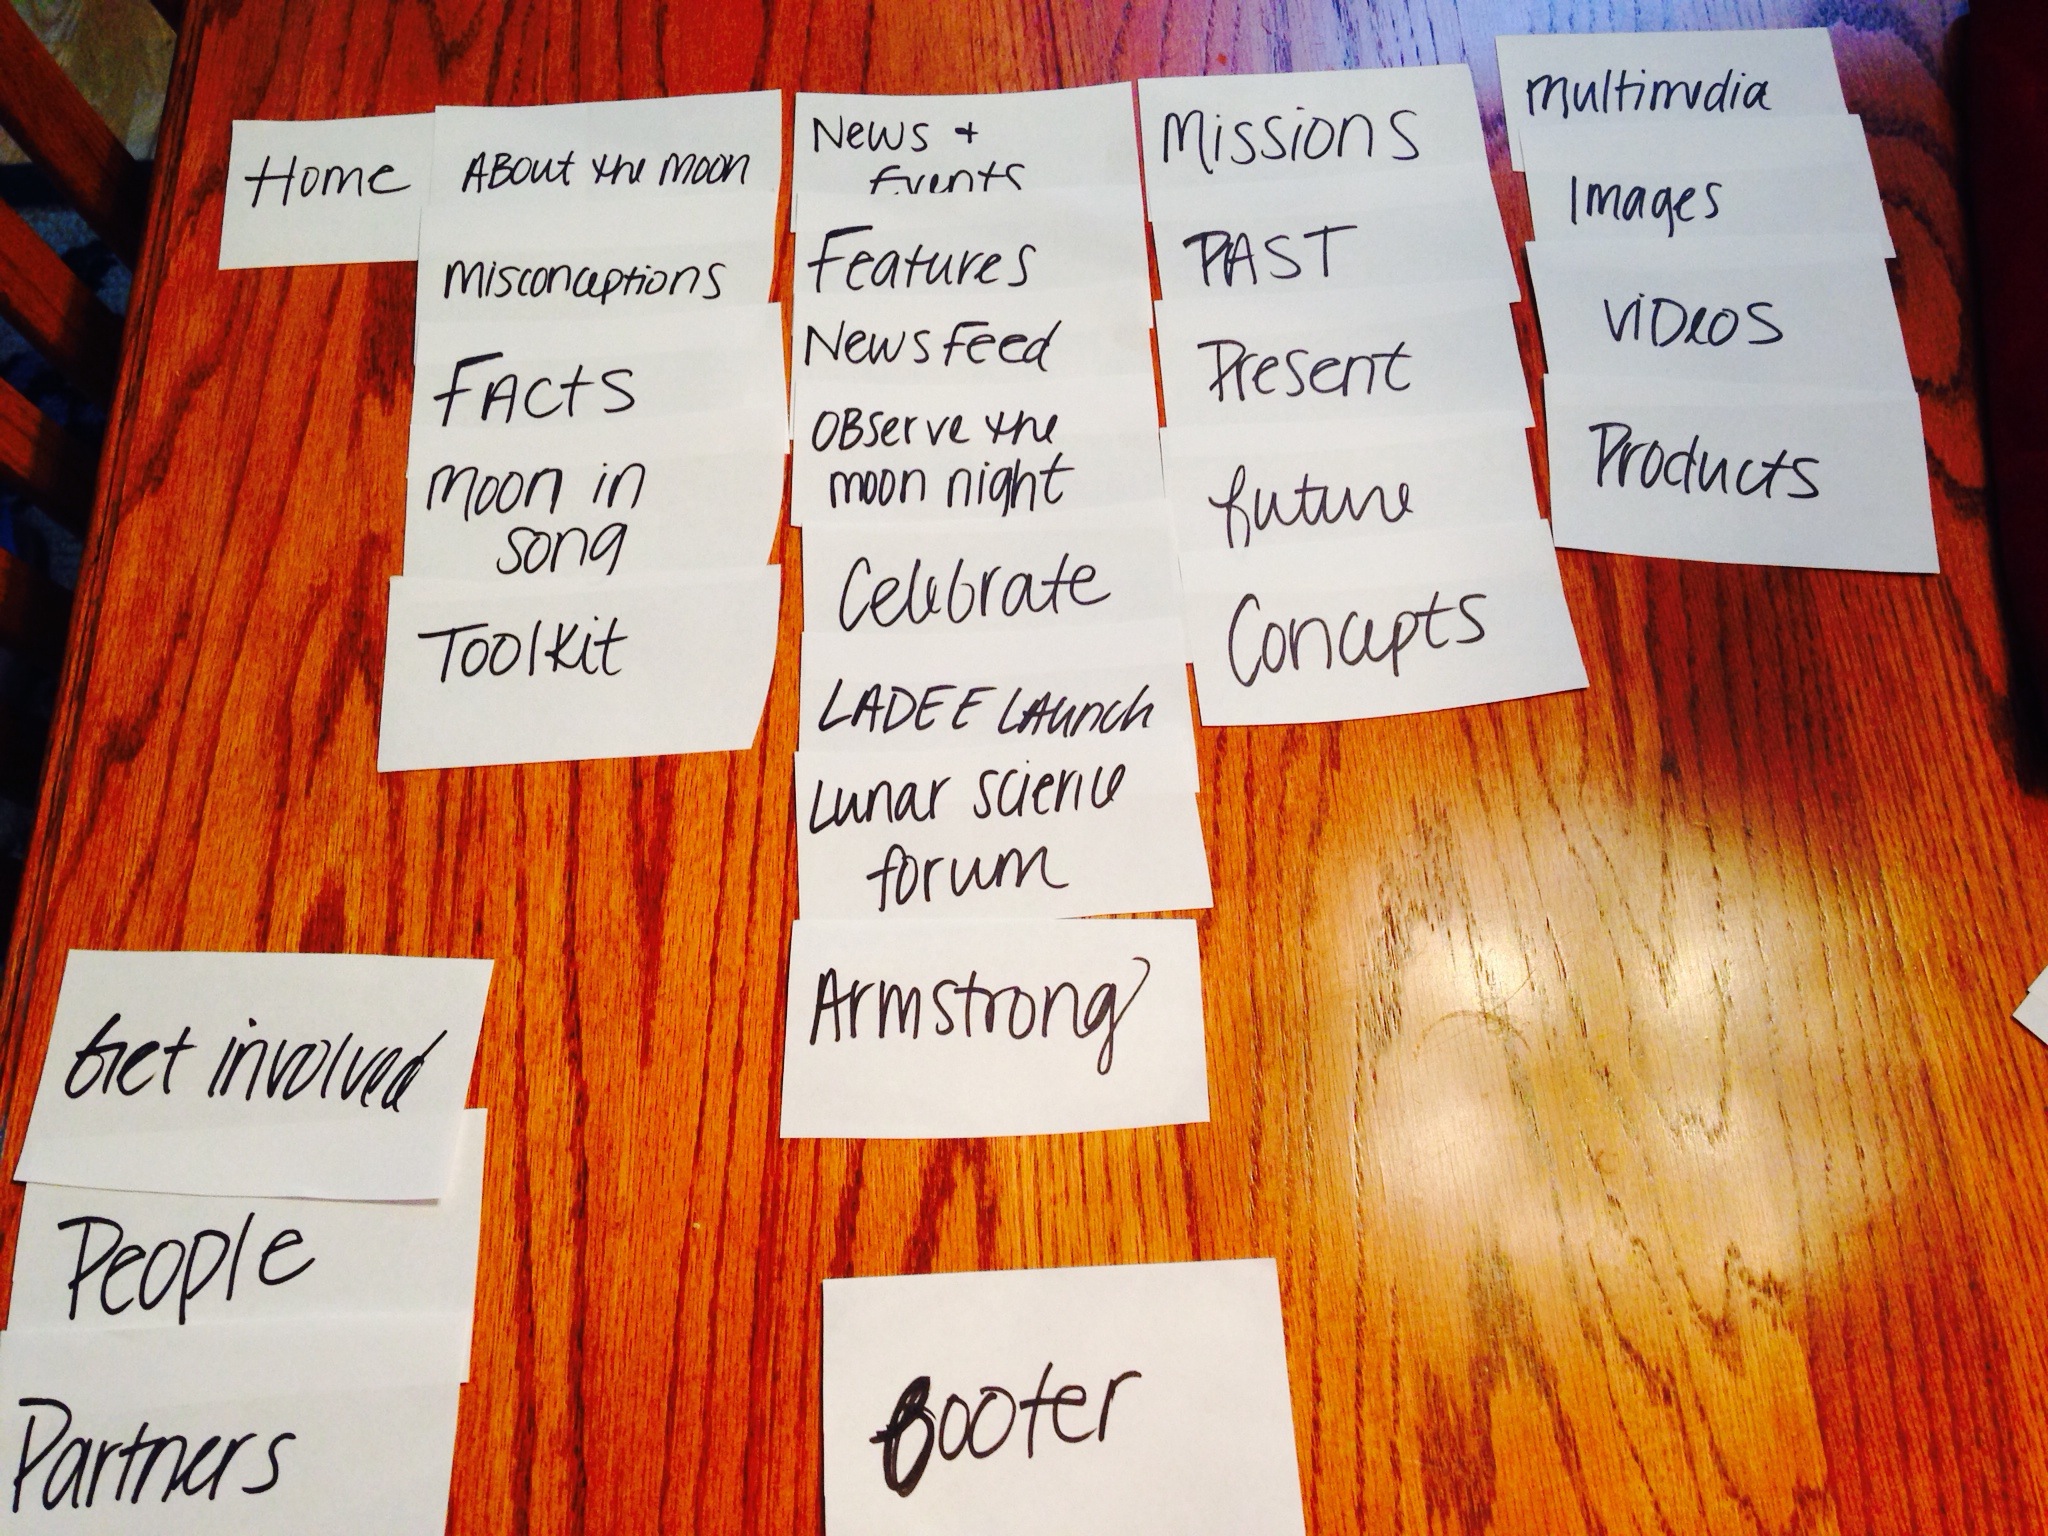 Home
About the moon
Misconceptions
Facts
Moon in
song
Toolkit
News +
Events
Features
News Feed
Observe the
moon night
Celebrate
LADEE Launch
Lunar science
forum
Armstrong
Missions
PAST
Present
future
Concepts
Multimedia
Images
Videos
Products
Get involved
People
Partners
Footer